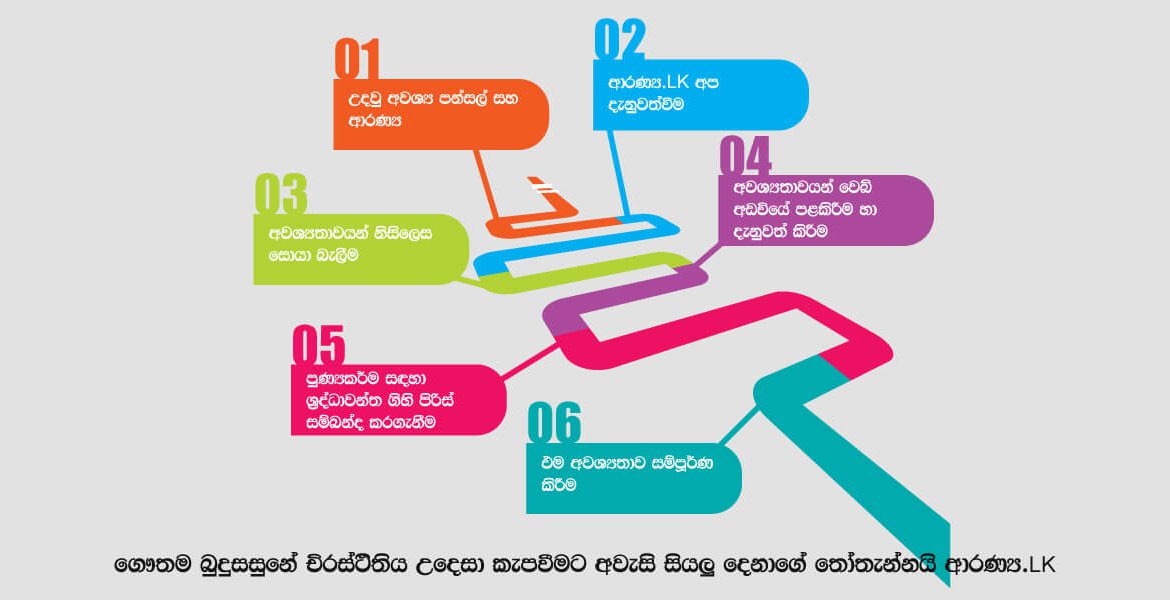 01
උදවු අවශ්‍ය පන්සල් සහ
ආරණ්‍ය
02
ආරණ්‍ය.LK අප
දැනුවත්වීම
03
අවශ්‍යතාවයන් නිසිලෙස
සොයා බැලීම
04
අවශ්‍යතාවයන් වෙබ්
අඩවියේ පළකිරීම හා
දැනුවත් කිරීම
05
පුණ්‍යකර්ම සඳහා
ශ්‍රද්ධාවන්ත ගිහි පිරිස්
සම්බන්ද කරගැනීම
06
එම අවශ්‍යතාව සම්පූර්ණ
කිරීම
ගෞතම බුදුසසුනේ චිරස්ථිතිය උදෙසා කැපවීමට අවැසි සියලු දෙනාගේ තෝතැන්නයි ආරණ්‍ය.LK